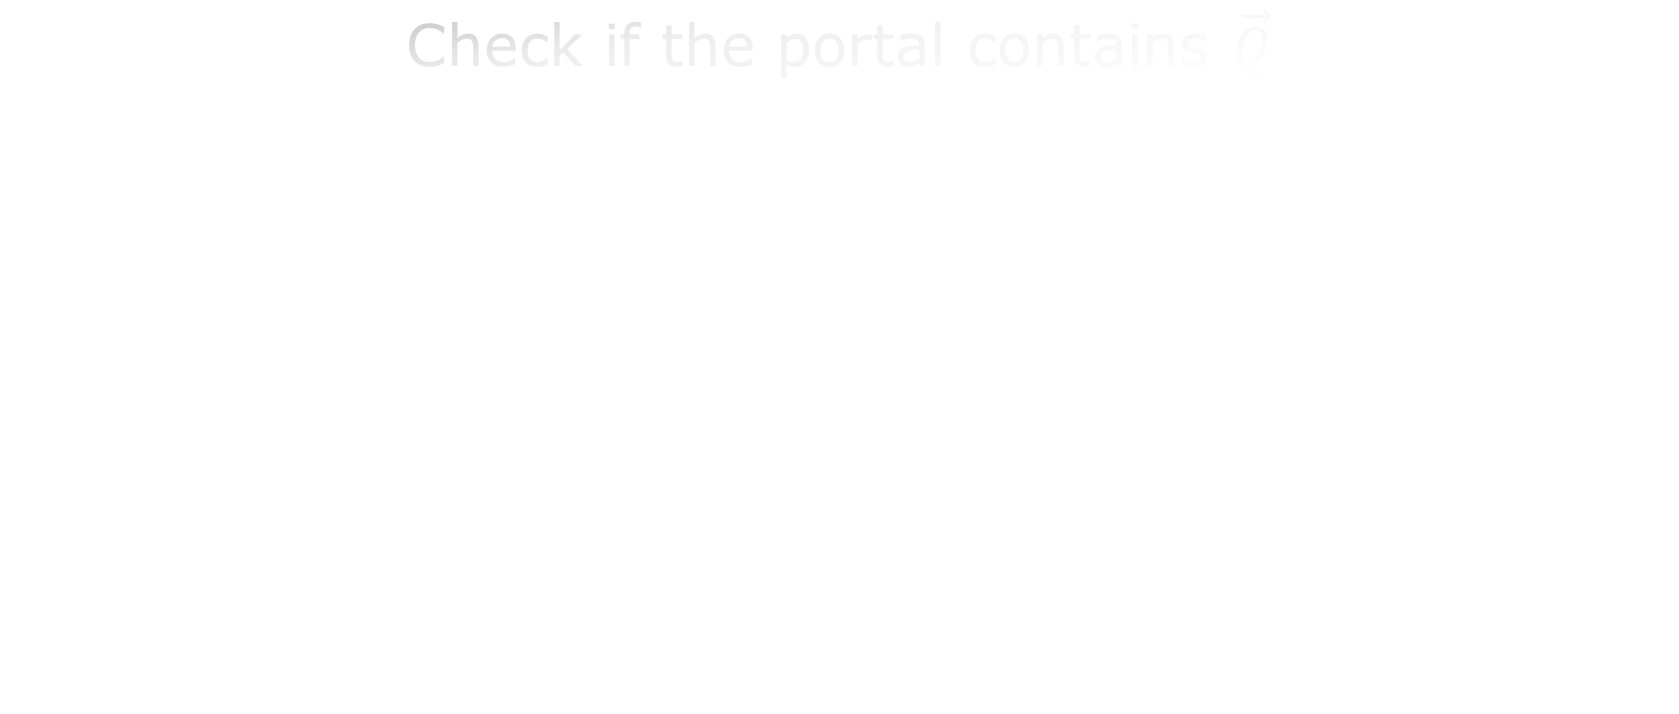 Check if the portal contains Q⃗